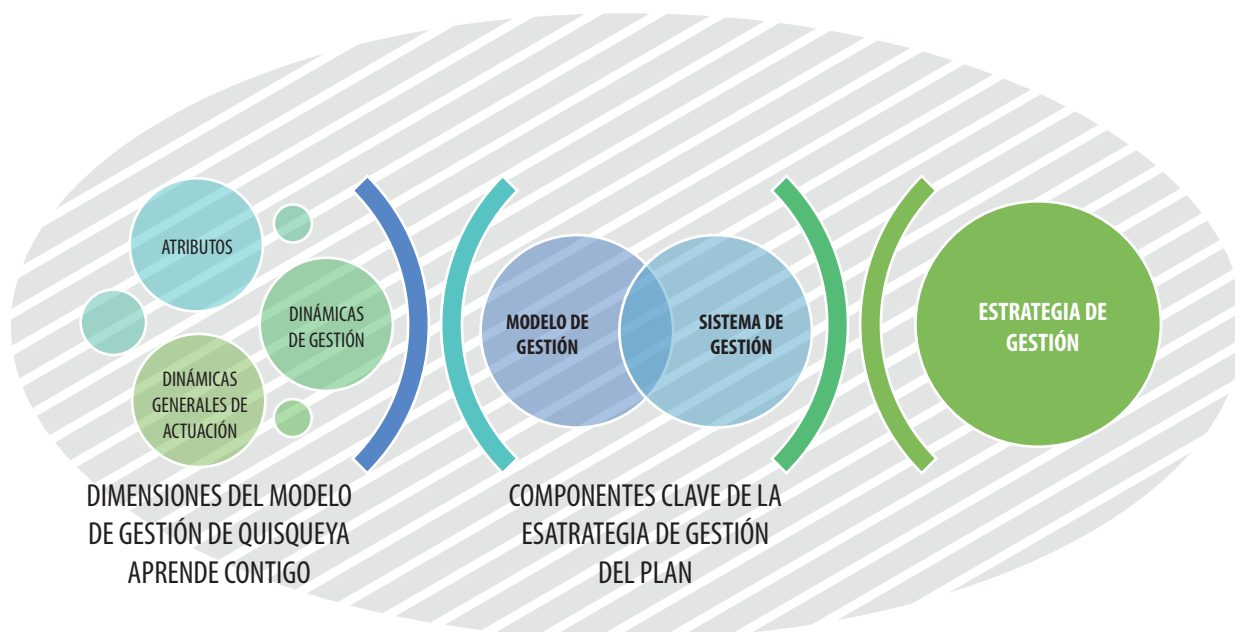 ATRIBUTOS
DINÁMICAS
DE GESTIÓN
DINÁMICAS
GENERALES DE
ACTUACIÓN
DIMENSIONES DEL MODELO
DE GESTIÓN DE QUISQUEYA
APRENDE CONTIGO
MODELO DE
GESTIÓN
SISTEMA DE
GESTIÓN
COMPONENTES CLAVE DE LA
ESATRATEGIA DE GESTIÓN
DEL PLAN
ESTRATEGIA DE
GESTIÓN